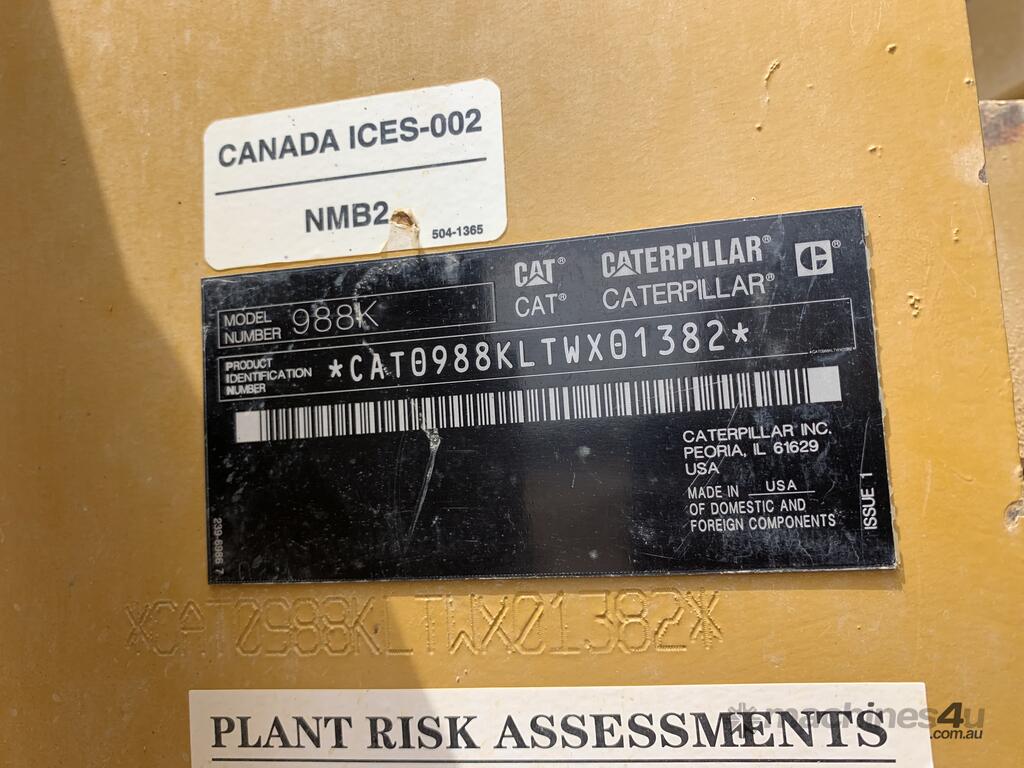 CANADA ICES-002
NMB2
504-1365
CAT® CATERPILLAR® ®
CAT® CATERPILLAR®
MODEL
NUMBER 988K
PRODUCT
IDENTIFICATION
NUMBER *CAT0988KLTWX01382*
CATERPILLAR INC.
PEORIA, IL 61629
USA
MADE IN USA
OF DOMESTIC AND
FOREIGN COMPONENTS
ISSUE 1
239-6986 7
*CAT0988KLTWX01382*
PLANT RISK ASSESSMENTS
machines4u
.com.au